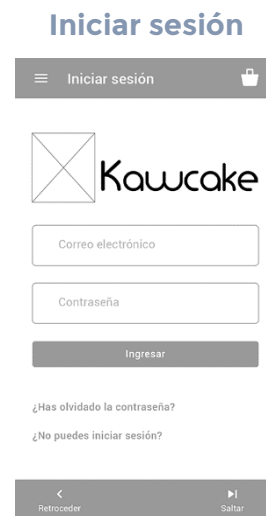 Iniciar sesión
Iniciar sesión
Kawcake
Correo electrónico
Contraseña
Ingresar
¿Has olvidado la contraseña?
¿No puedes iniciar sesión?
Retroceder
Saltar